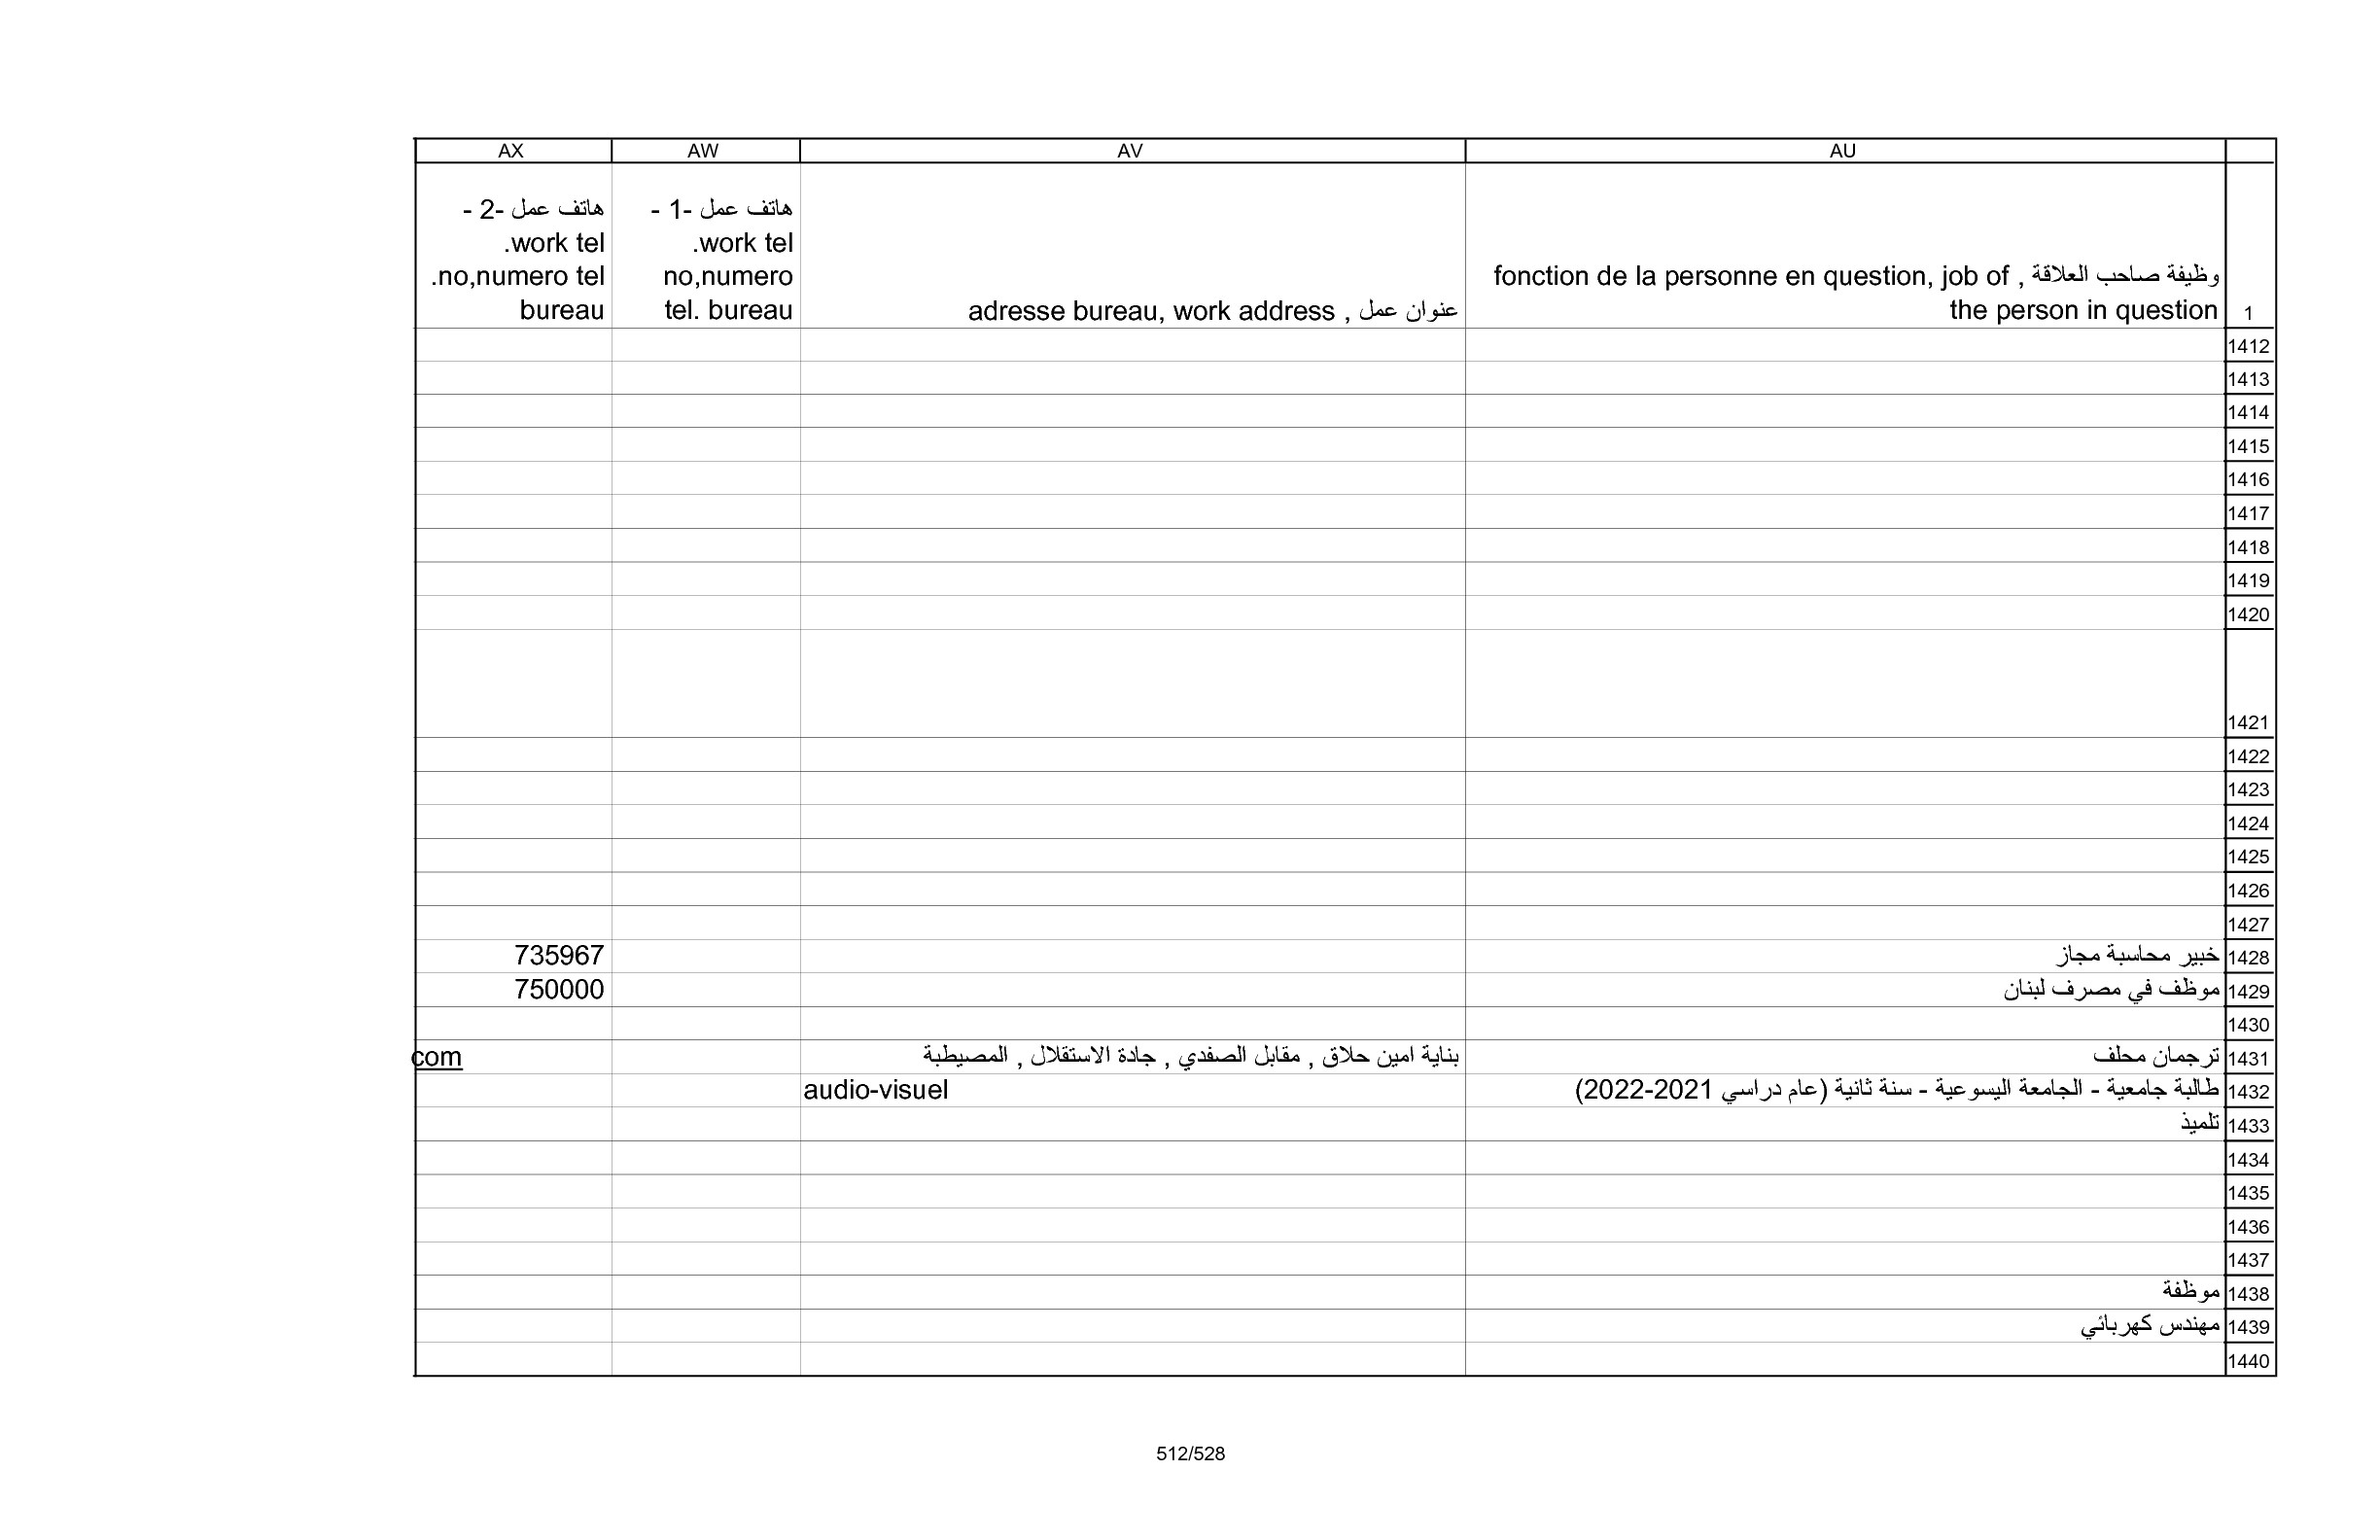 AU AV AW AX
وظيفة صاحب العلاقة , fonction de la personne en question, job of
the person in question
عنوان عمل , adresse bureau, work address
هاتف عمل -1 -
work tel.
no,numero
tel. bureau
هاتف عمل -2 -
work tel.
no,numero tel.
bureau
1
1412
1413
1414
1415
1416
1417
1418
1419
1420
1421
1422
1423
1424
1425
1426
1427
1428 خبير محاسبة مجاز 735967
1429 موظف في مصرف لبنان 750000
1430
1431 ترجمان محلف بناية امين حلاق , مقابل الصفدي , جادة الاستقلال , المصيطبة com
1432 طالبة جامعية - الجامعة اليسوعية - سنة ثانية (عام دراسي 2021-2022) audio-visuel
1433 تلميذ
1434
1435
1436
1437
1438 موظفة
1439 مهندس كهربائي
1440
512/528